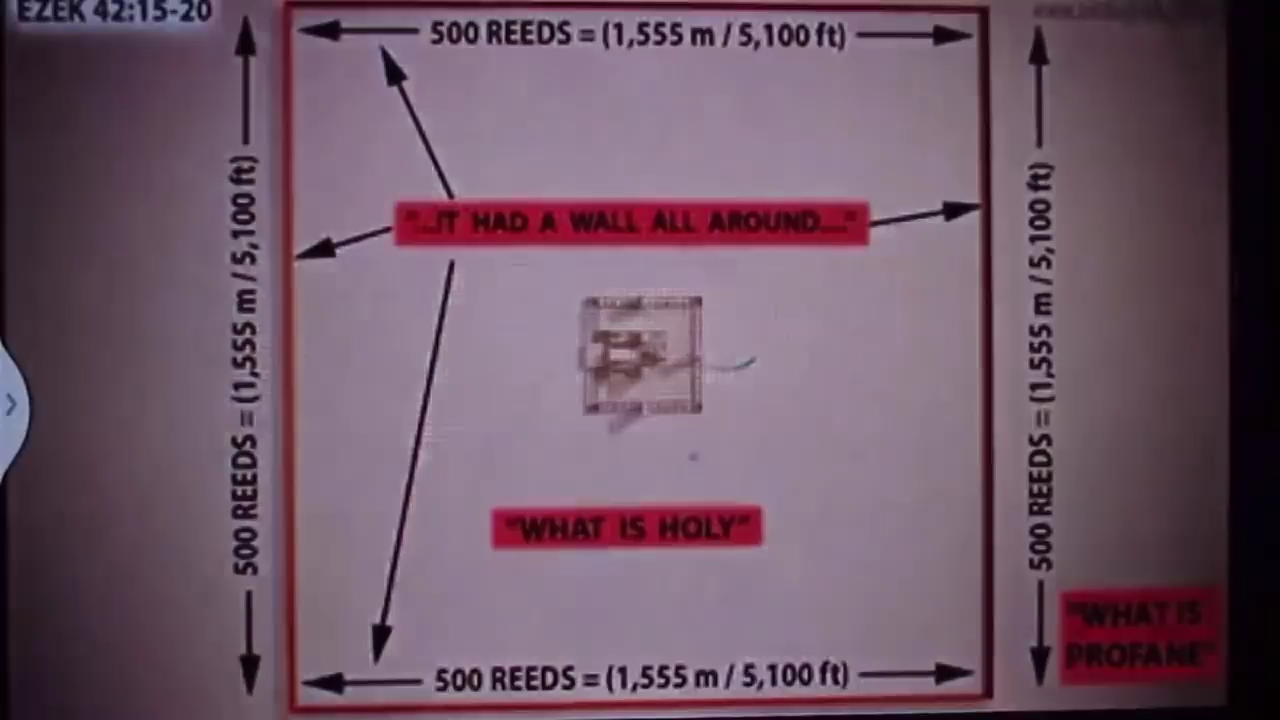 EZEK 42:15-20
500 REEDS = (1,555 m / 5,100 ft)
500 REEDS = (1,555 m / 5,100 ft)
500 REEDS = (1,555 m / 5,100 ft)
"...IT HAD A WALL ALL AROUND...."
"WHAT IS HOLY"
"WHAT IS
PROFANE"
500 REEDS = (1,555 m / 5,100 ft)